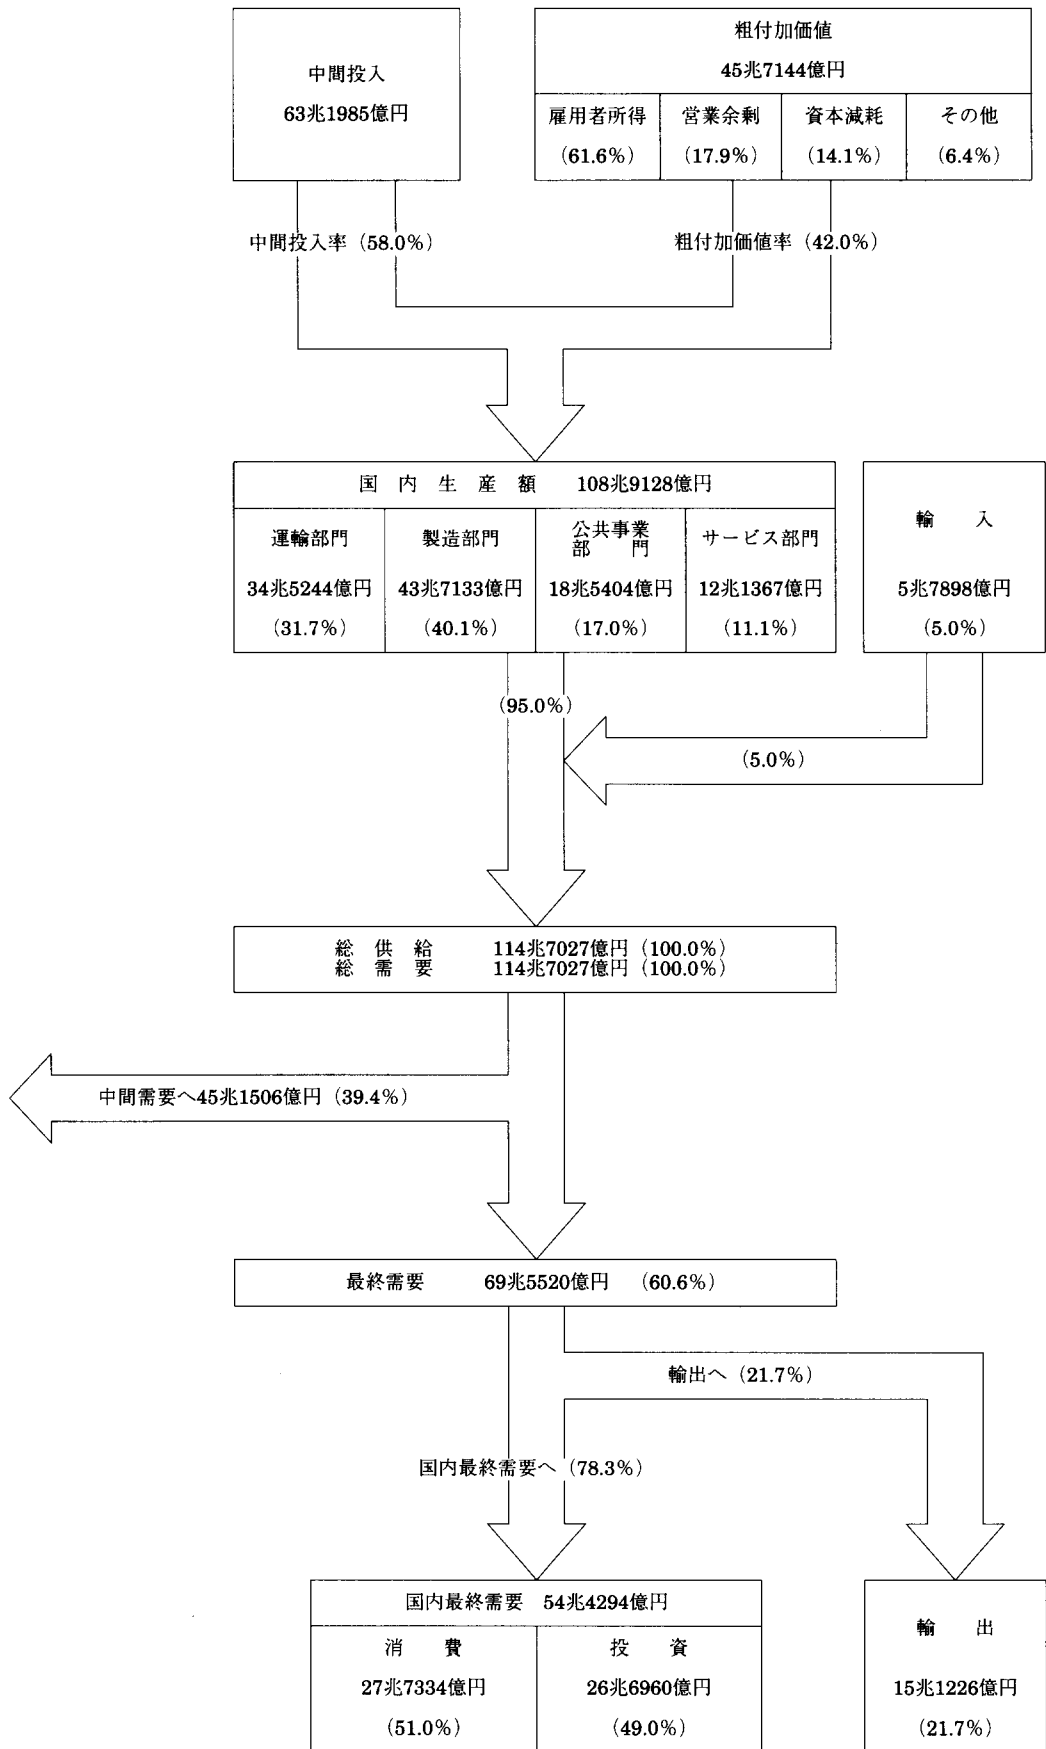 中間投入
63兆1985億円
粗付加価値
45兆7144億円
雇用者所得
(61.6%)
営業余剰
(17.9%)
資本減耗
(14.1%)
その他
(6.4%)
中間投入率 (58.0%)
粗付加価値率 (42.0%)
国内生産額 108兆9128億円
運輸部門
34兆5244億円
(31.7%)
製造部門
43兆7133億円
(40.1%)
公共事業
部門
18兆5404億円
(17.0%)
サービス部門
12兆1367億円
(11.1%)
輸入
5兆7898億円
(5.0%)
(95.0%)
(5.0%)
総供給 114兆7027億円 (100.0%)
総需要 114兆7027億円 (100.0%)
中間需要へ45兆1506億円 (39.4%)
最終需要 69兆5520億円 (60.6%)
輸出へ (21.7%)
国内最終需要へ (78.3%)
国内最終需要 54兆4294億円
消費
27兆7334億円
(51.0%)
投資
26兆6960億円
(49.0%)
輸出
15兆1226億円
(21.7%)